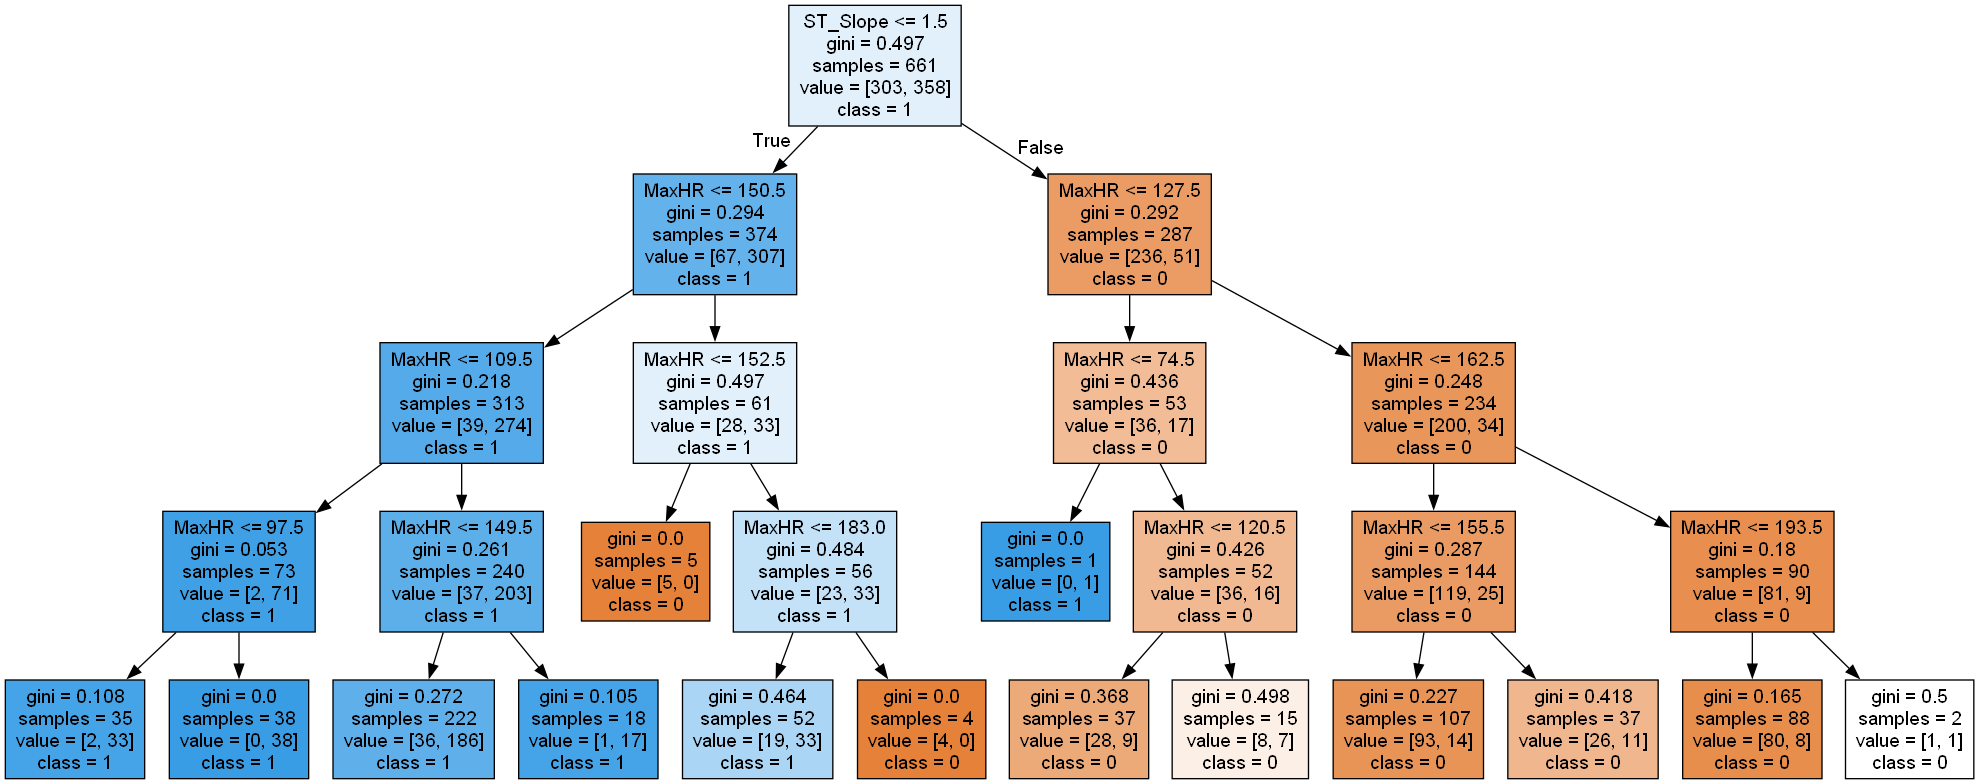 ST_Slope <= 1.5
gini = 0.497
samples = 661
value = [303, 358]
class = 1
True
False
MaxHR <= 150.5
gini = 0.294
samples = 374
value = [67, 307]
class = 1
MaxHR <= 127.5
gini = 0.292
samples = 287
value = [236, 51]
class = 0
MaxHR <= 109.5
gini = 0.218
samples = 313
value = [39, 274]
class = 1
MaxHR <= 152.5
gini = 0.497
samples = 61
value = [28, 33]
class = 1
MaxHR <= 74.5
gini = 0.436
samples = 53
value = [36, 17]
class = 0
MaxHR <= 162.5
gini = 0.248
samples = 234
value = [200, 34]
class = 0
MaxHR <= 97.5
gini = 0.053
samples = 73
value = [2, 71]
class = 1
MaxHR <= 149.5
gini = 0.261
samples = 240
value = [37, 203]
class = 1
gini = 0.0
samples = 5
value = [5, 0]
class = 0
MaxHR <= 183.0
gini = 0.484
samples = 56
value = [23, 33]
class = 1
gini = 0.0
samples = 1
value = [0, 1]
class = 1
MaxHR <= 120.5
gini = 0.426
samples = 52
value = [36, 16]
class = 0
MaxHR <= 155.5
gini = 0.287
samples = 144
value = [119, 25]
class = 0
MaxHR <= 193.5
gini = 0.18
samples = 90
value = [81, 9]
class = 0
gini = 0.108
samples = 35
value = [2, 33]
class = 1
gini = 0.0
samples = 38
value = [0, 38]
class = 1
gini = 0.272
samples = 222
value = [36, 186]
class = 1
gini = 0.105
samples = 18
value = [1, 17]
class = 1
gini = 0.464
samples = 52
value = [19, 33]
class = 1
gini = 0.0
samples = 4
value = [4, 0]
class = 0
gini = 0.368
samples = 37
value = [28, 9]
class = 0
gini = 0.498
samples = 15
value = [8, 7]
class = 0
gini = 0.227
samples = 107
value = [93, 14]
class = 0
gini = 0.418
samples = 37
value = [26, 11]
class = 0
gini = 0.165
samples = 88
value = [80, 8]
class = 0
gini = 0.5
samples = 2
value = [1, 1]
class = 0